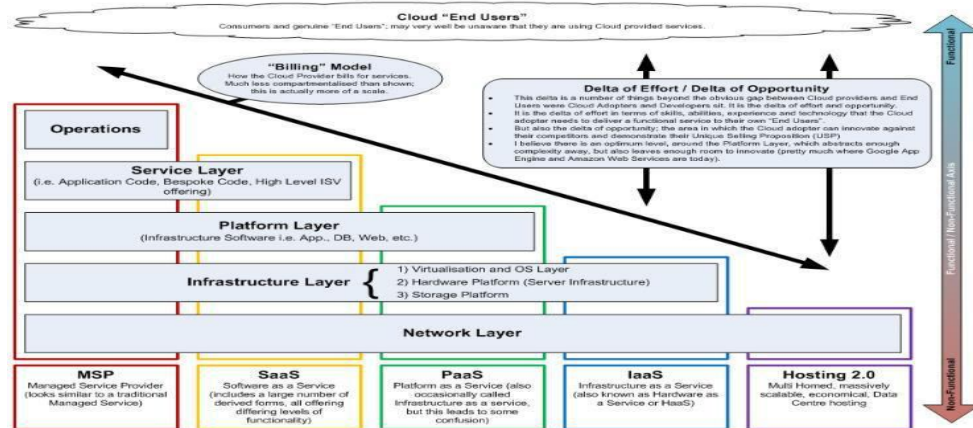 Cloud “End Users”
Consumers and genuine “End Users”; may very well be unaware that they are using Cloud provided services.
“Billing” Model
How the Cloud Provider bills for services.
Much less compartmentalised than shown;
this is actually more of a scale.
Delta of Effort / Delta of Opportunity
• This delta is a number of things beyond the obvious gap between Cloud providers and End
Users were Cloud Adopters and Developers sit. It is the delta of effort and opportunity.
• It is the delta of effort in terms of skills, abilities, experience and technology that the Cloud
adopter needs to deliver a functional service to their own “End Users”.
• But also the delta of opportunity; the area in which the Cloud adopter can innovate against
their competitors and demonstrate their Unique Selling Proposition (USP)
• I believe there is an optimum level, around the Platform Layer, which abstracts enough
complexity away, but also leaves enough room to innovate (pretty much where Google App
Engine and Amazon Web Services are today).
Operations
Service Layer
(i.e. Application Code, Bespoke Code, High Level ISV
offering)
Platform Layer
(Infrastructure Software i.e. App., DB, Web, etc.)
Infrastructure Layer
1) Virtualisation and OS Layer
2) Hardware Platform (Server Infrastructure)
3) Storage Platform
Network Layer
MSP
Managed Service Provider
(looks similar to a traditional
Managed Service)
SaaS
Software as a Service
(includes a large number of
derived forms, all offering
differing levels of
functionality)
PaaS
Platform as a Service (also
occasionally called
Infrastructure as a service,
but this leads to some
confusion)
IaaS
Infrastructure as a Service
(also known as Hardware as
a Service or HaaS)
Hosting 2.0
Multi Homed, massively
scalable, economical, Data
Centre hosting
Functional
Functional / Non-Functional Axis
Non-Functional